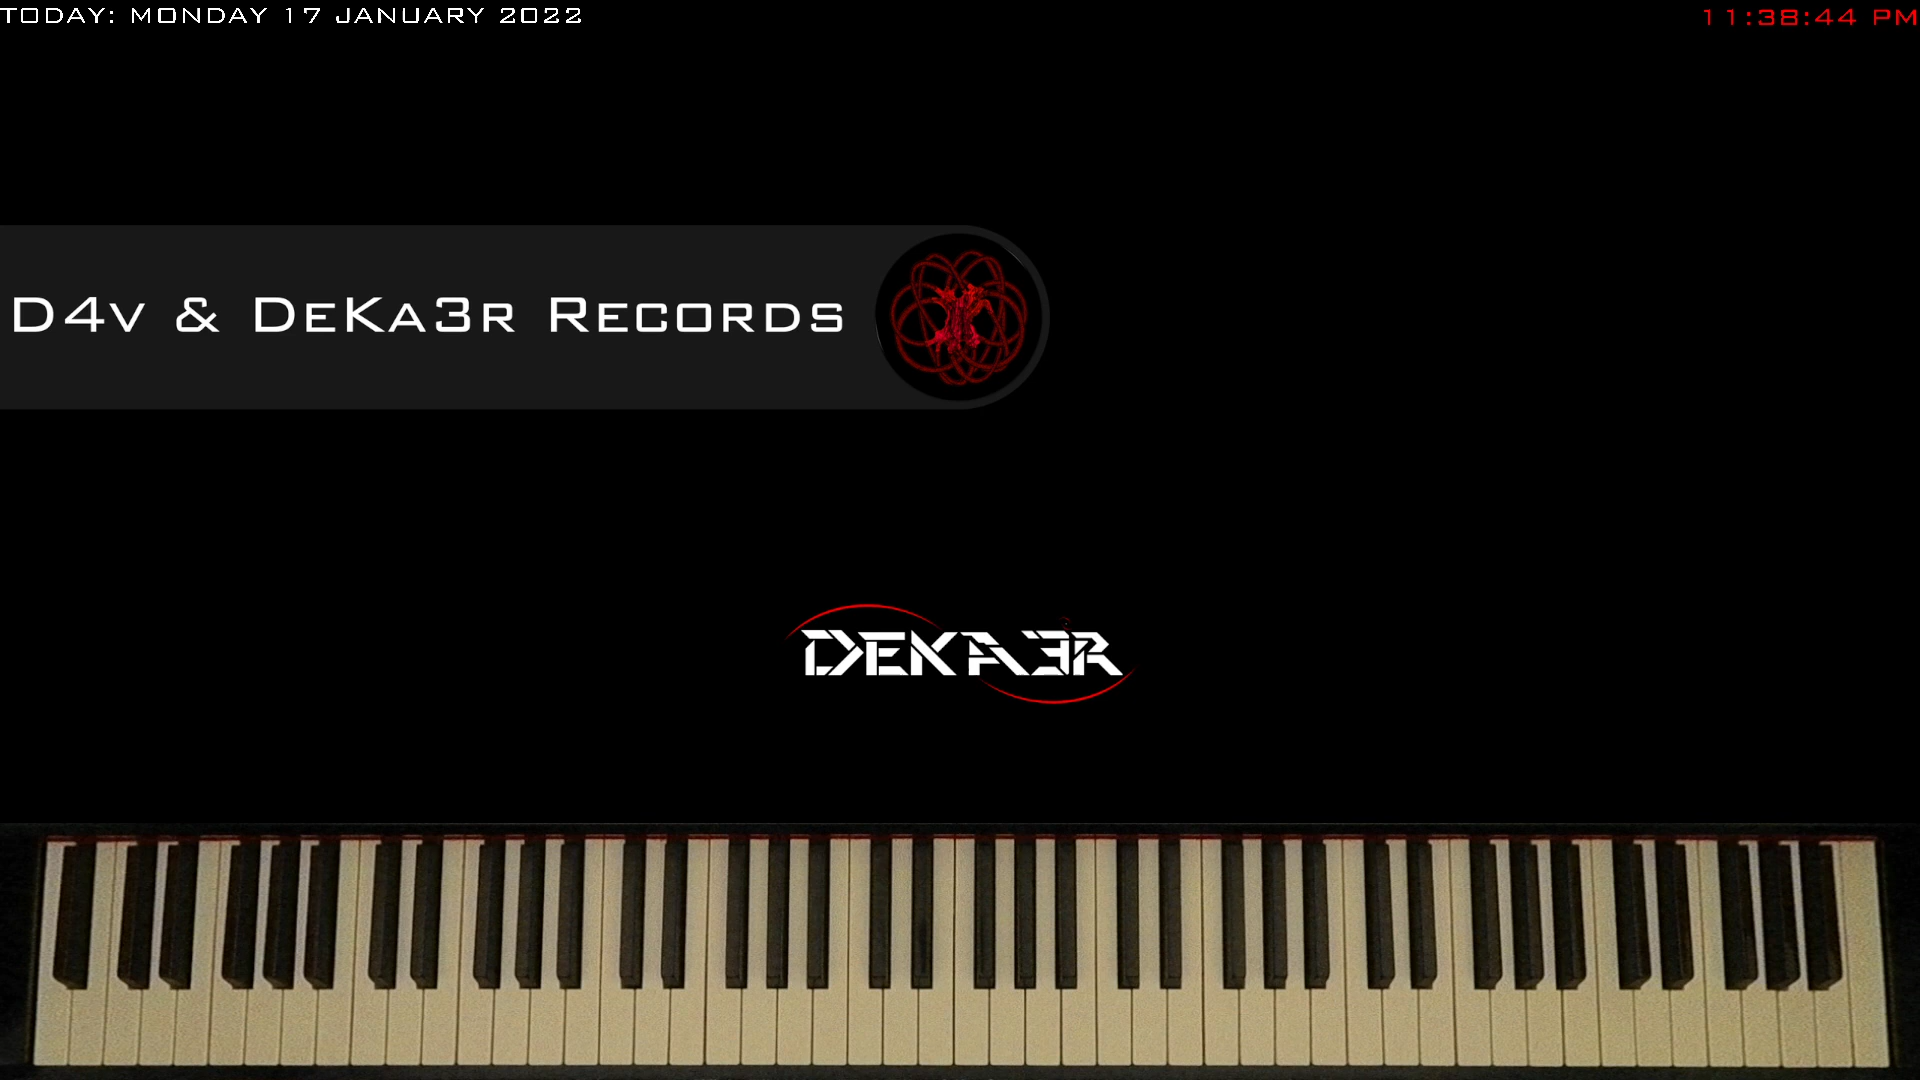 TODAY: MONDAY 17 JANUARY 2022
11:38:44 PM
D4v & DeKa3r Records
DEKA3R